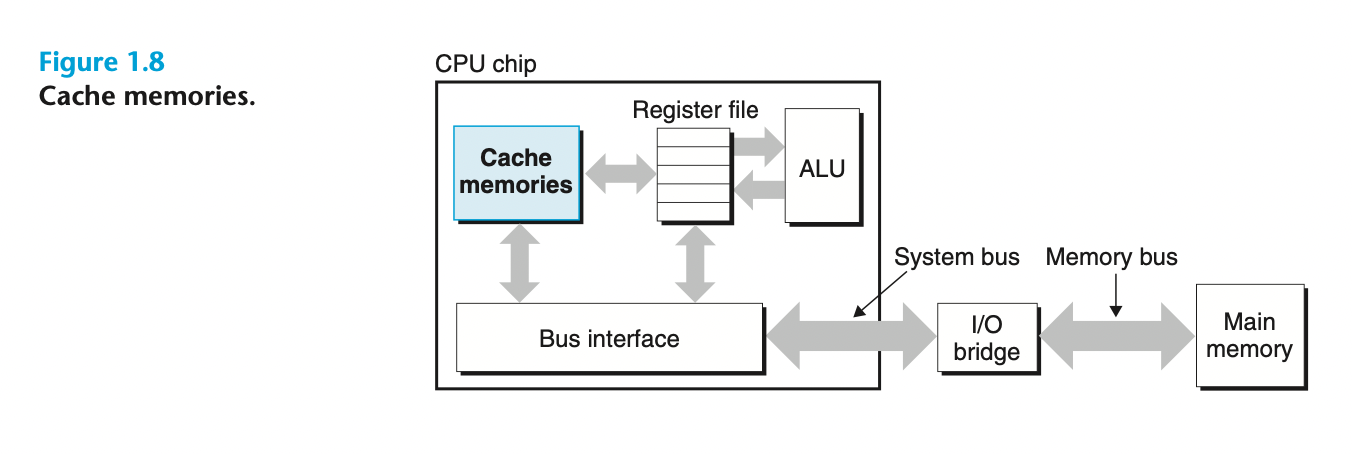 Figure 1.8
Cache memories.
CPU chip
Register file
Cache
memories
ALU
System bus
Memory bus
Bus interface
I/O
bridge
Main
memory